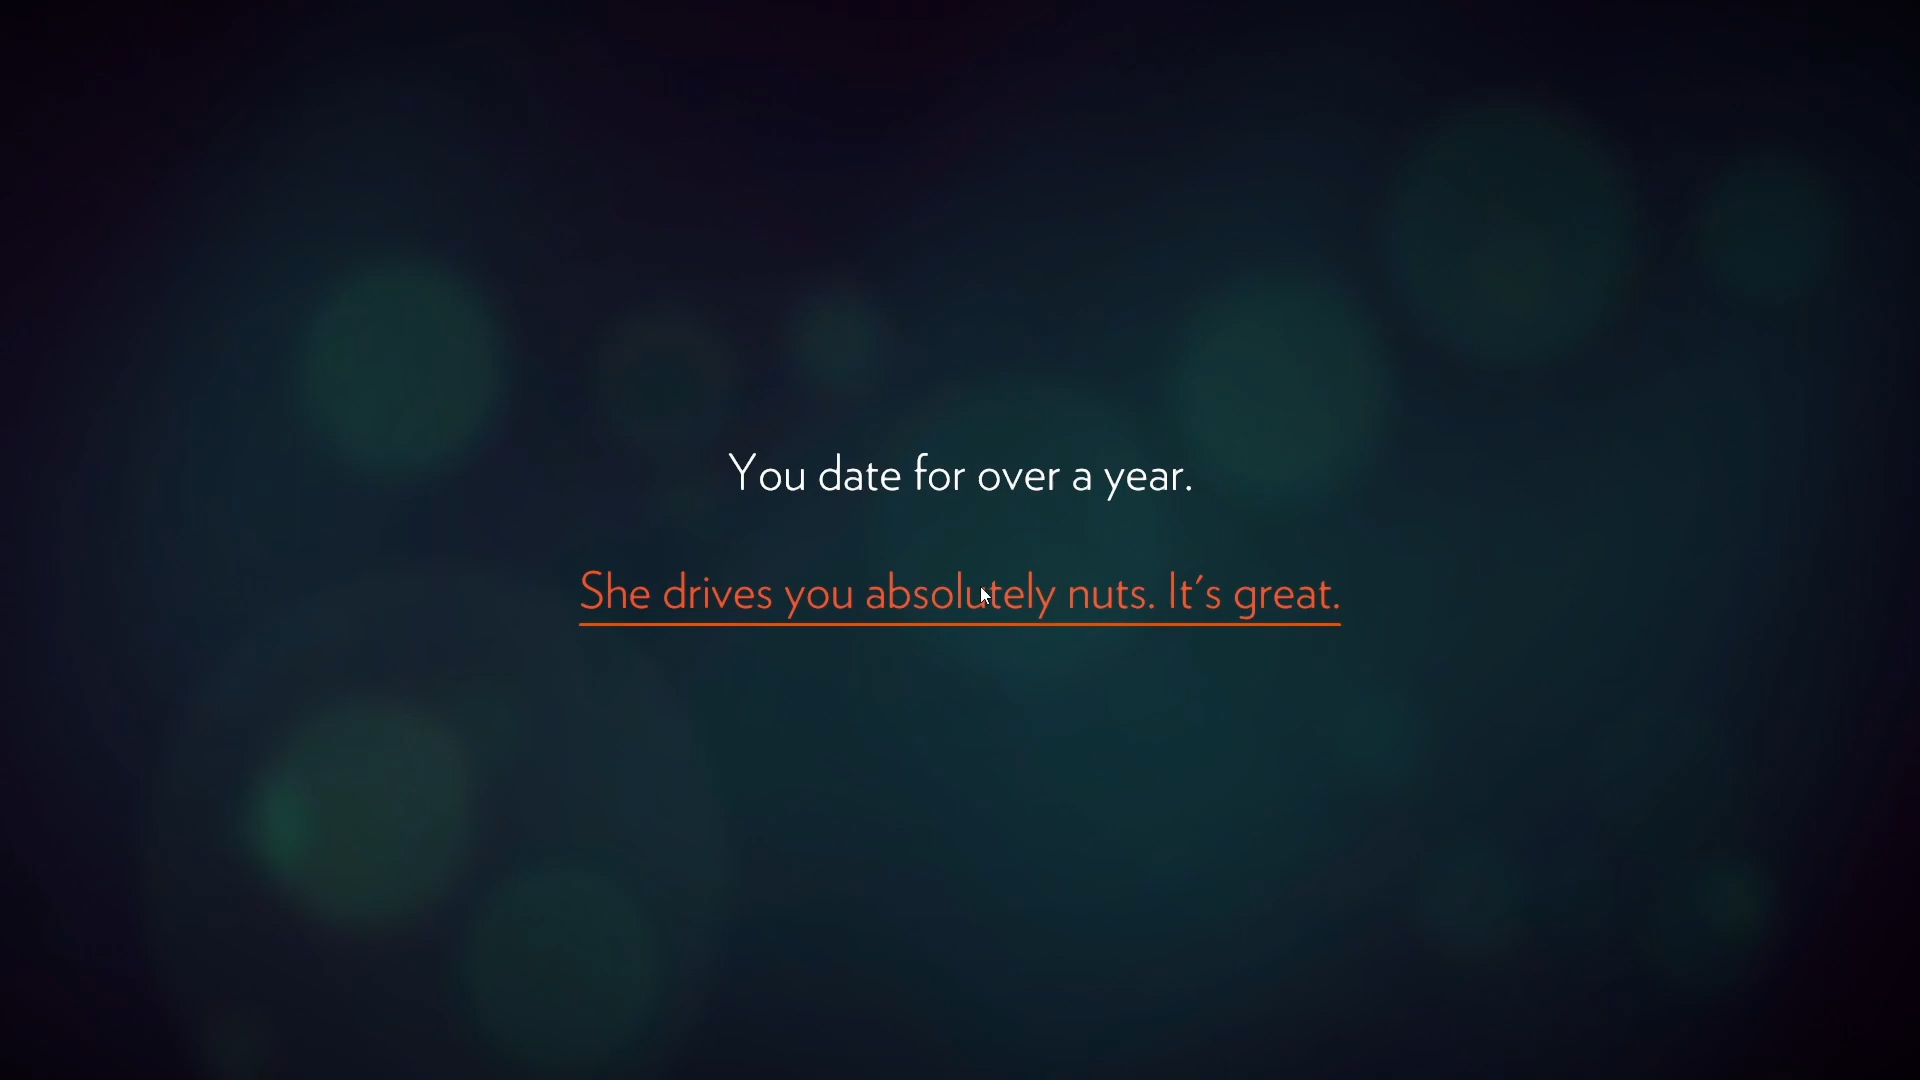 You date for over a year.
She drives you absolutely nuts. It's great.